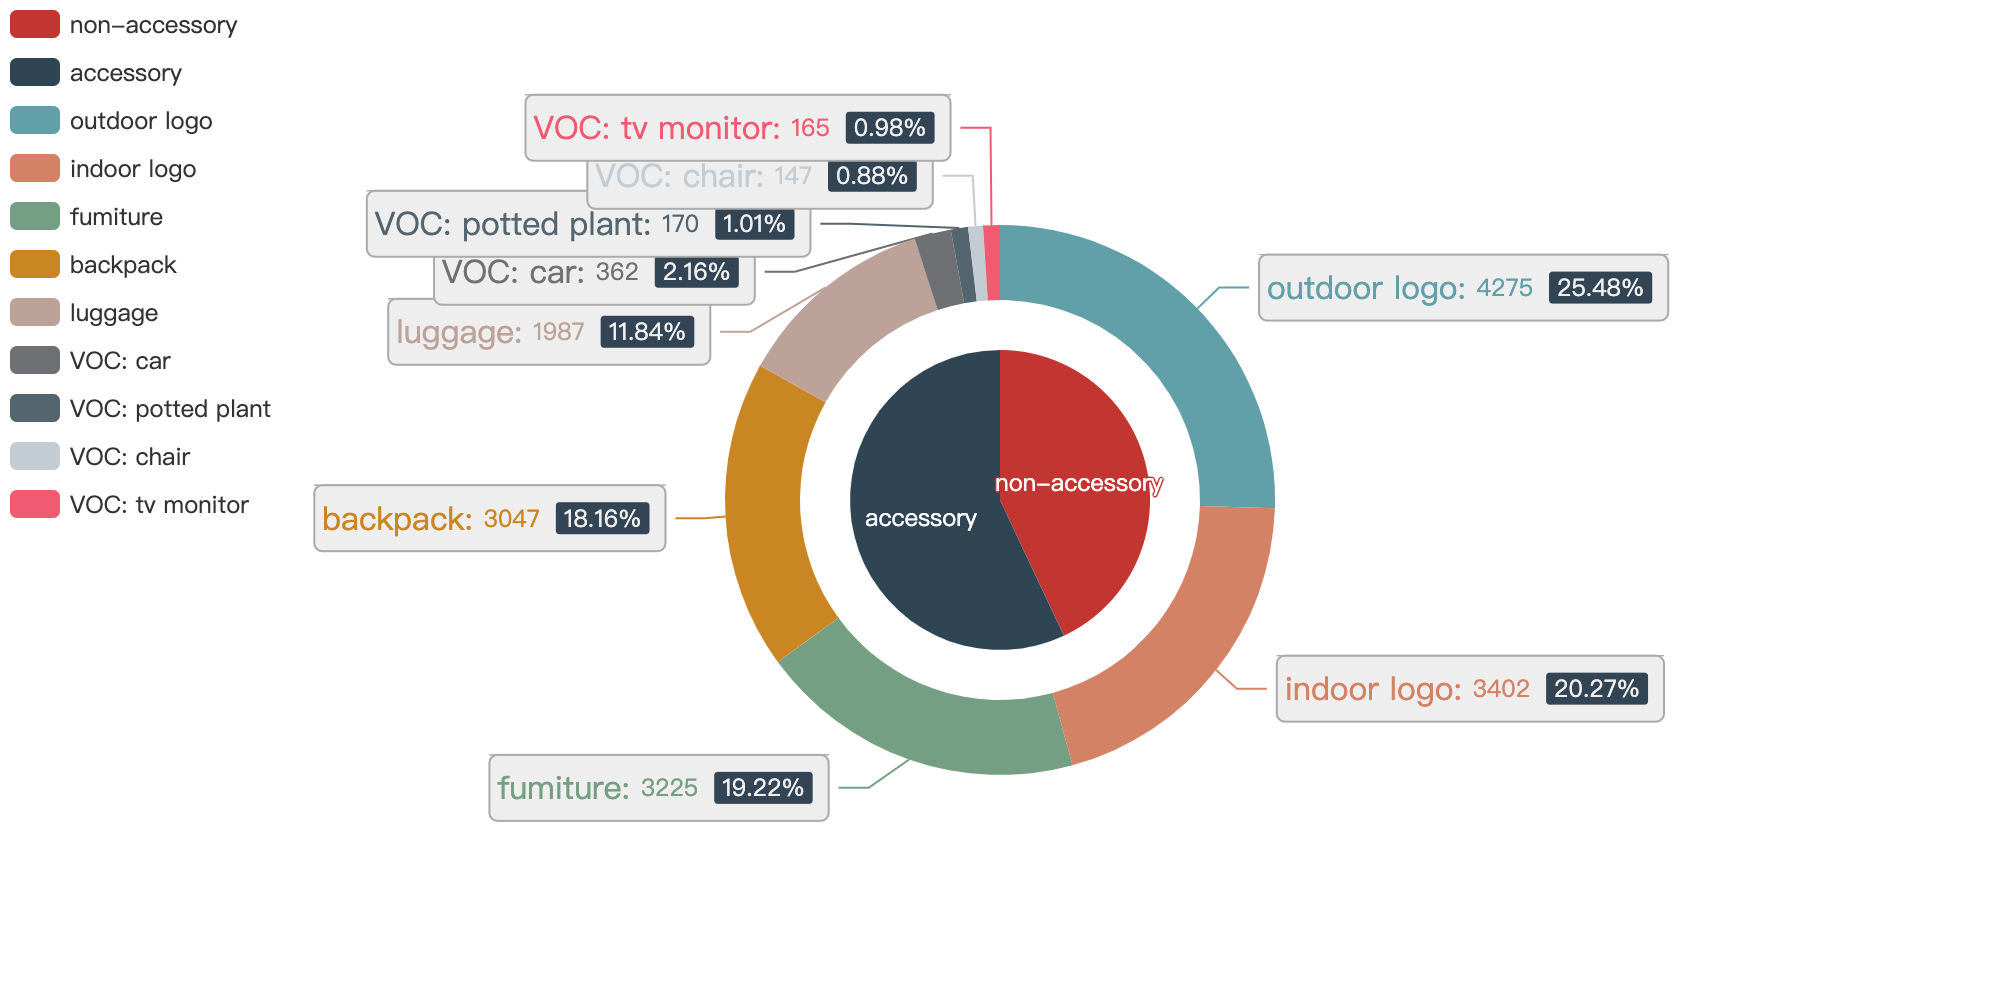 non-accessory
accessory
outdoor logo
indoor logo
fumiture
backpack
luggage
VOC: car
VOC: potted plant
VOC: chair
VOC: tv monitor
VOC: tv monitor: 165 0.98%
VOC: chair: 147 0.88%
VOC: potted plant: 170 1.01%
VOC: car: 362 2.16%
luggage: 1987 11.84%
outdoor logo: 4275 25.48%
non-accessory
accessory
backpack: 3047 18.16%
indoor logo: 3402 20.27%
fumiture: 3225 19.22%